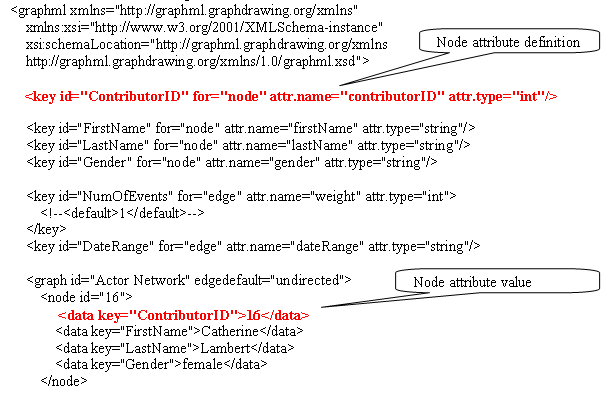 <graphml xmlns="http://graphml.graphdrawing.org/xmlns"
xmlns:xsi="http://www.w3.org/2001/XMLSchema-instance"
xsi:schemaLocation="http://graphml.graphdrawing.org/xmlns
http://graphml.graphdrawing.org/xmlns/1.0/graphml.xsd">
Node attribute definition
<key id="ContributorID" for="node" attr.name="contributorID" attr.type="int"/>
<key id="FirstName" for="node" attr.name="firstName" attr.type="string"/>
<key id="LastName" for="node" attr.name="lastName" attr.type="string"/>
<key id="Gender" for="node" attr.name="gender" attr.type="string"/>
<key id="NumOfEvents" for="edge" attr.name="weight" attr.type="int">
<!--<default>1</default>-->
</key>
<key id="DateRange" for="edge" attr.name="dateRange" attr.type="string"/>
<graph id="Actor Network" edgedefault="undirected">
Node attribute value
<node id="16">
<data key="ContributorID">16</data>
<data key="FirstName">Catherine</data>
<data key="LastName">Lambert</data>
<data key="Gender">female</data>
</node>